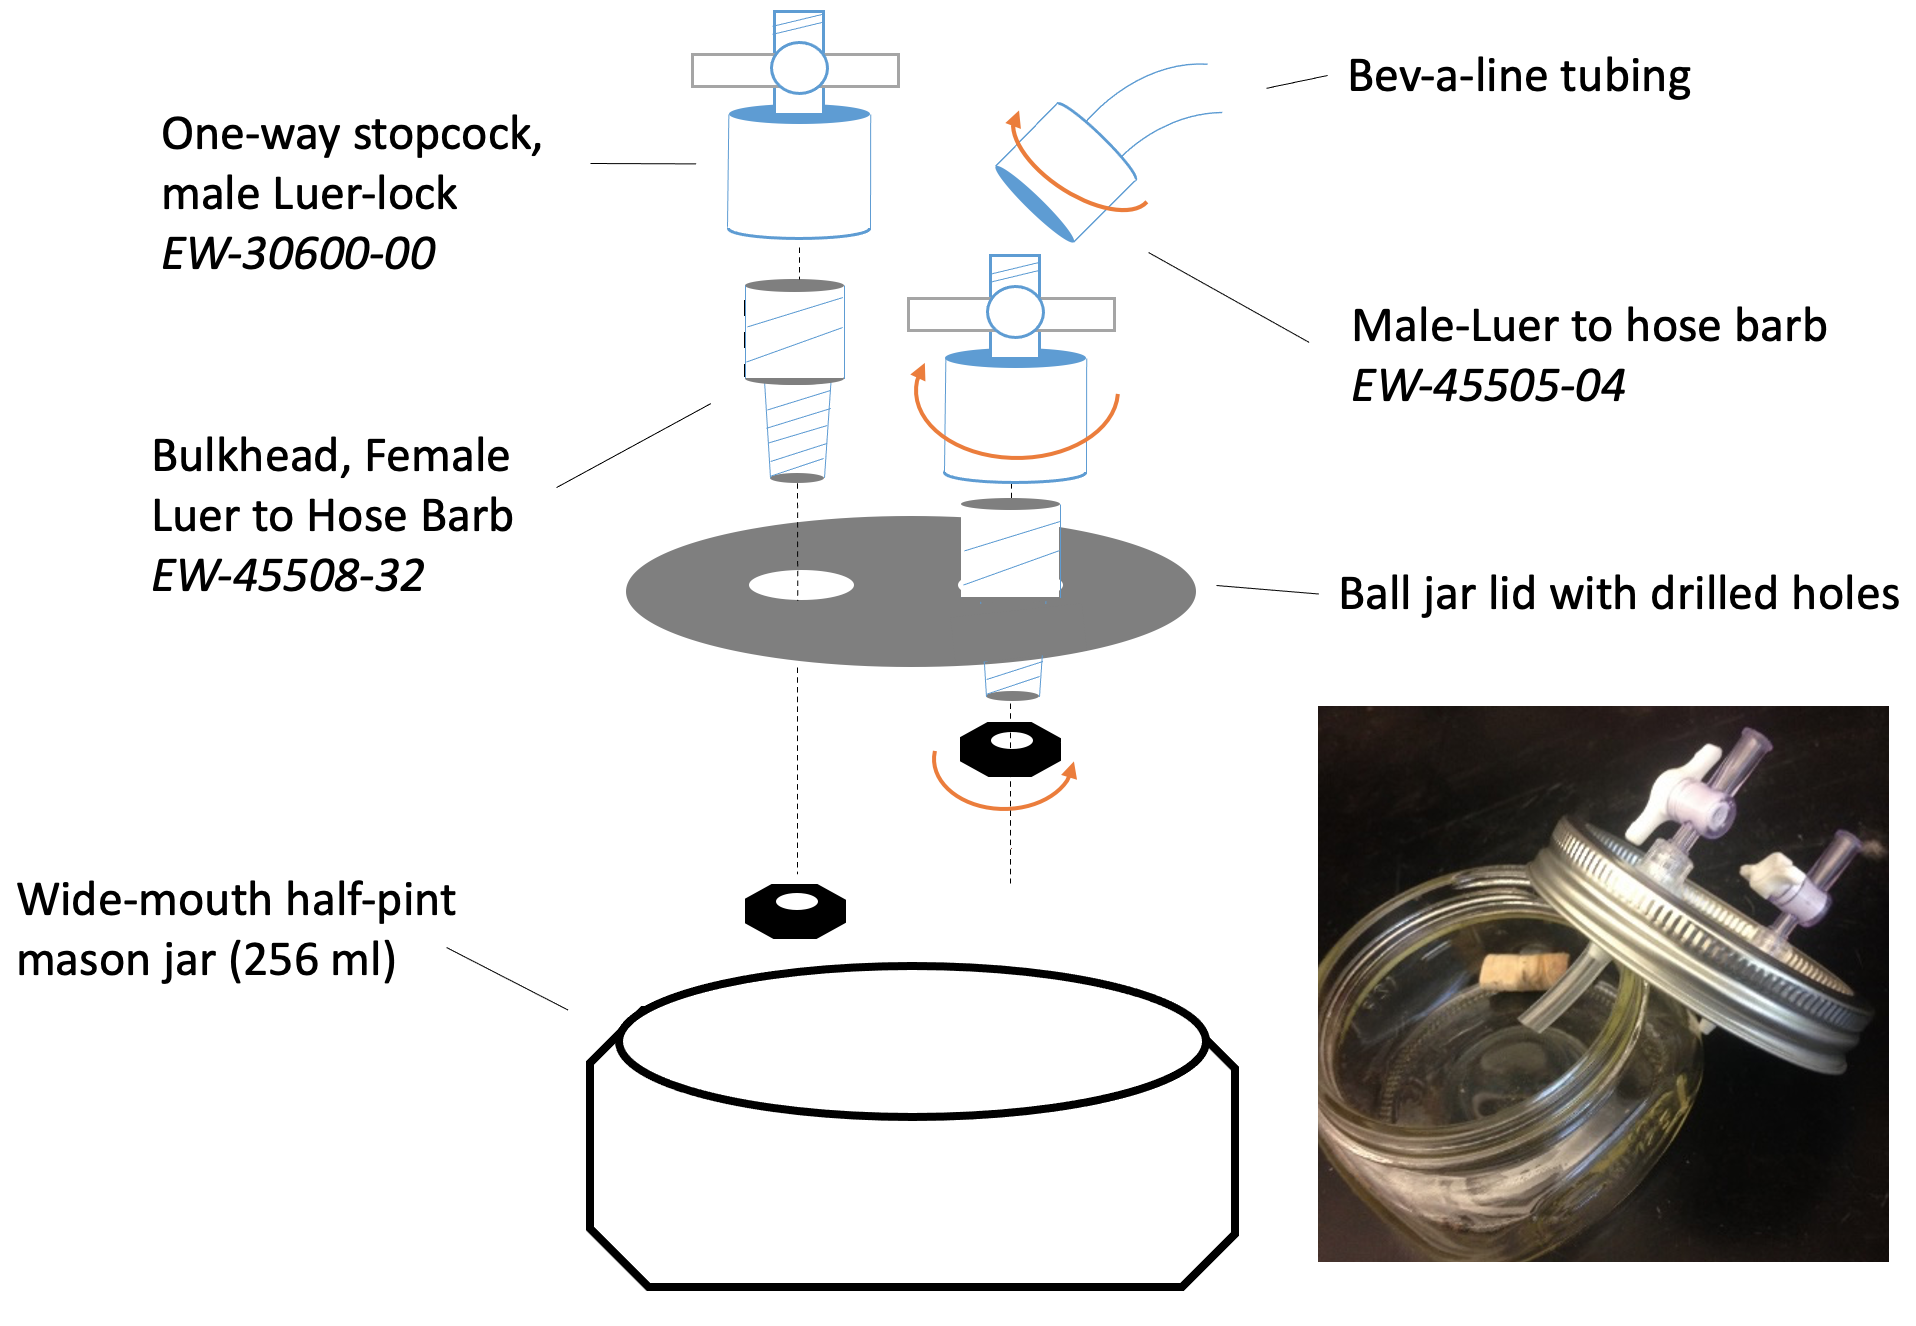 One-way stopcock,
male Luer-lock
EW-30600-00
Bev-a-line tubing
Male-Luer to hose barb
EW-45505-04
Bulkhead, Female
Luer to Hose Barb
EW-45508-32
Ball jar lid with drilled holes
Wide-mouth half-pint
mason jar (256 ml)